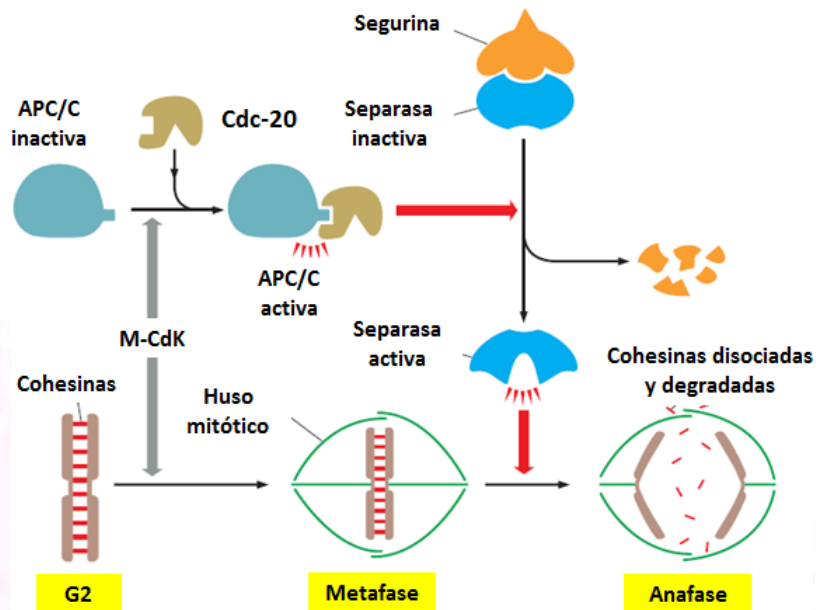 Segurina
APC/C
inactiva
Cdc-20
Separasa
inactiva
APC/C
activa
M-CdK
Separasa
activa
Cohesinas
Huso
mitótico
Cohesinas disociadas
y degradadas
G2
Metafase
Anafase